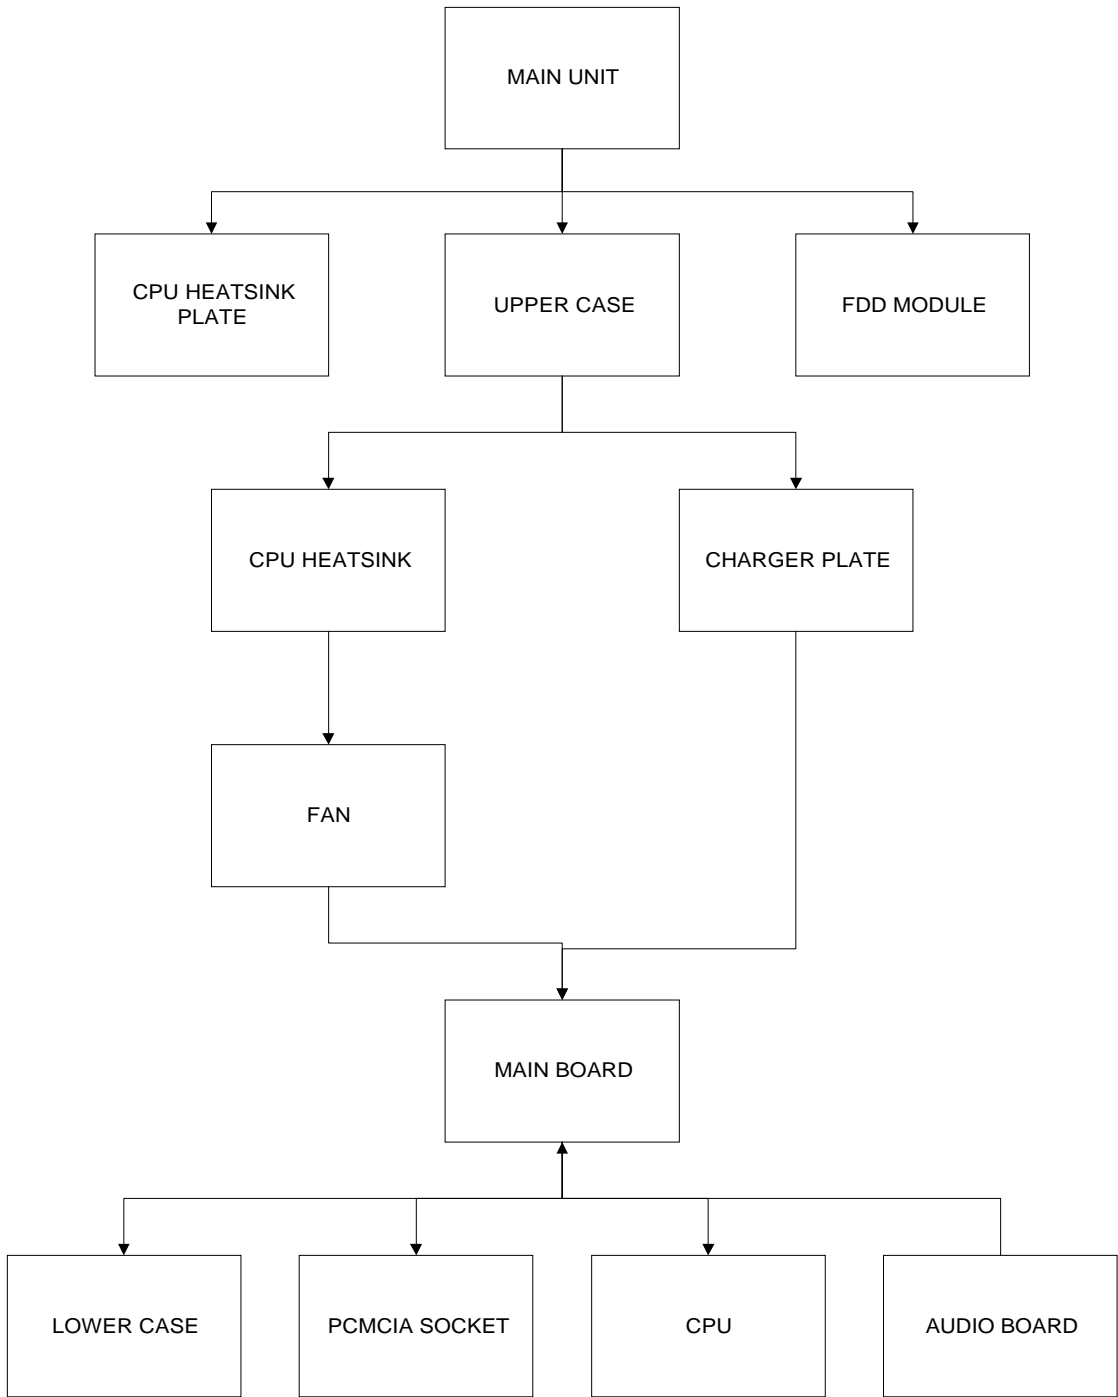 MAIN UNIT
CPU HEATSINK
PLATE
UPPER CASE
FDD MODULE
CPU HEATSINK
CHARGER PLATE
FAN
MAIN BOARD
LOWER CASE
PCMCIA SOCKET
CPU
AUDIO BOARD